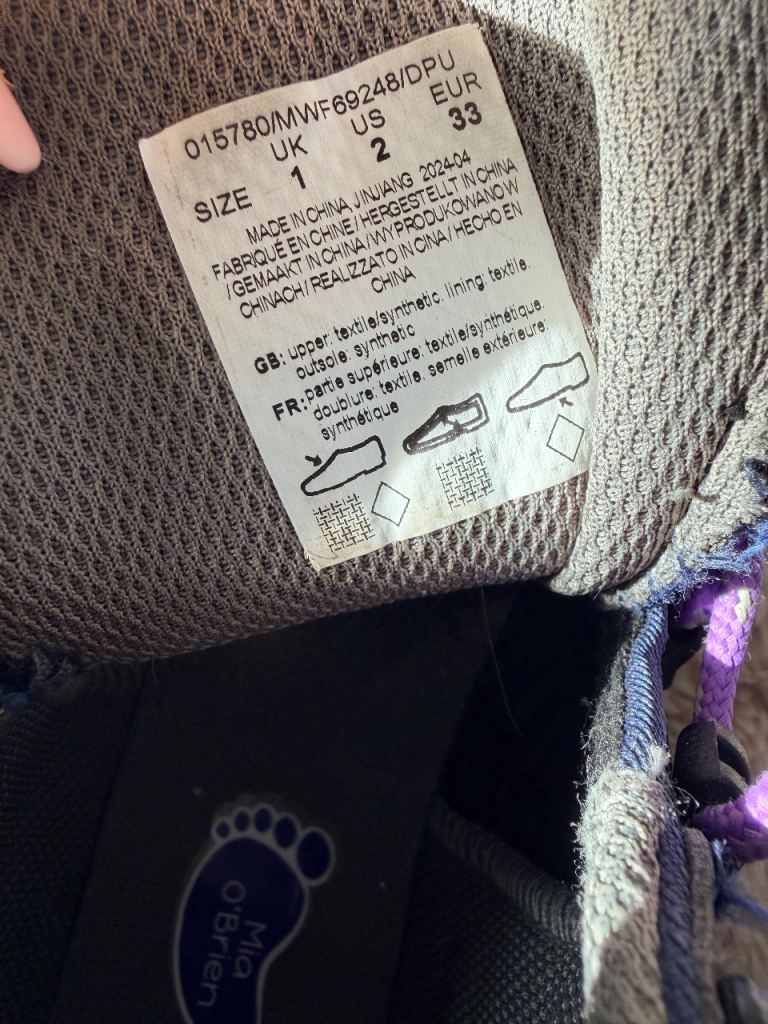 015780/MWF69248/DPU
UK US EUR
SIZE 1 2 33
MADE IN CHINA, JINJIANG 2024-04
FABRIQUÉ EN CHINE / HERGESTELLT IN CHINA
/ GEMAAKT IN CHINA / WYPRODUKOWANO W
CHINACH / REALIZZATO IN CINA / HECHO EN
CHINA
GB: upper: textile/synthetic. lining: textile.
outsole: synthetic
FR: partie supérieure: textile/synthétique.
doublure: textile. semelle extérieure:
synthétique
Mia
O'Brien